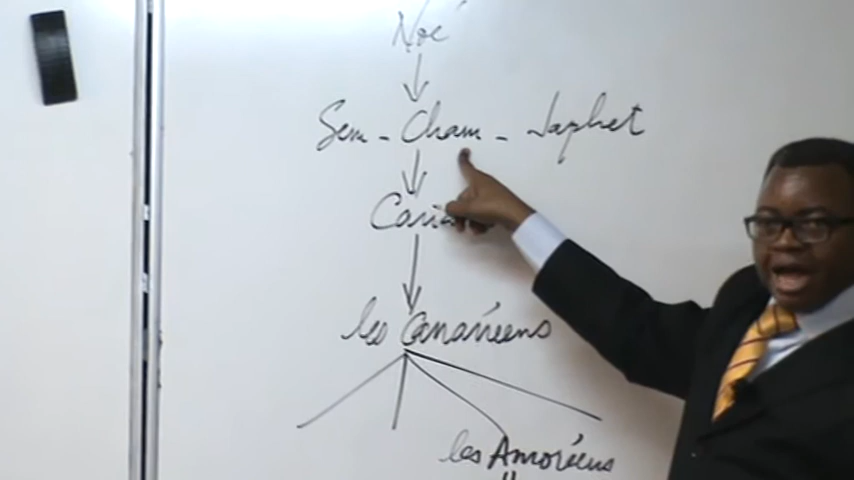 Noé
Sem - Cham - Japhet
les Cananéens
les Amoréens